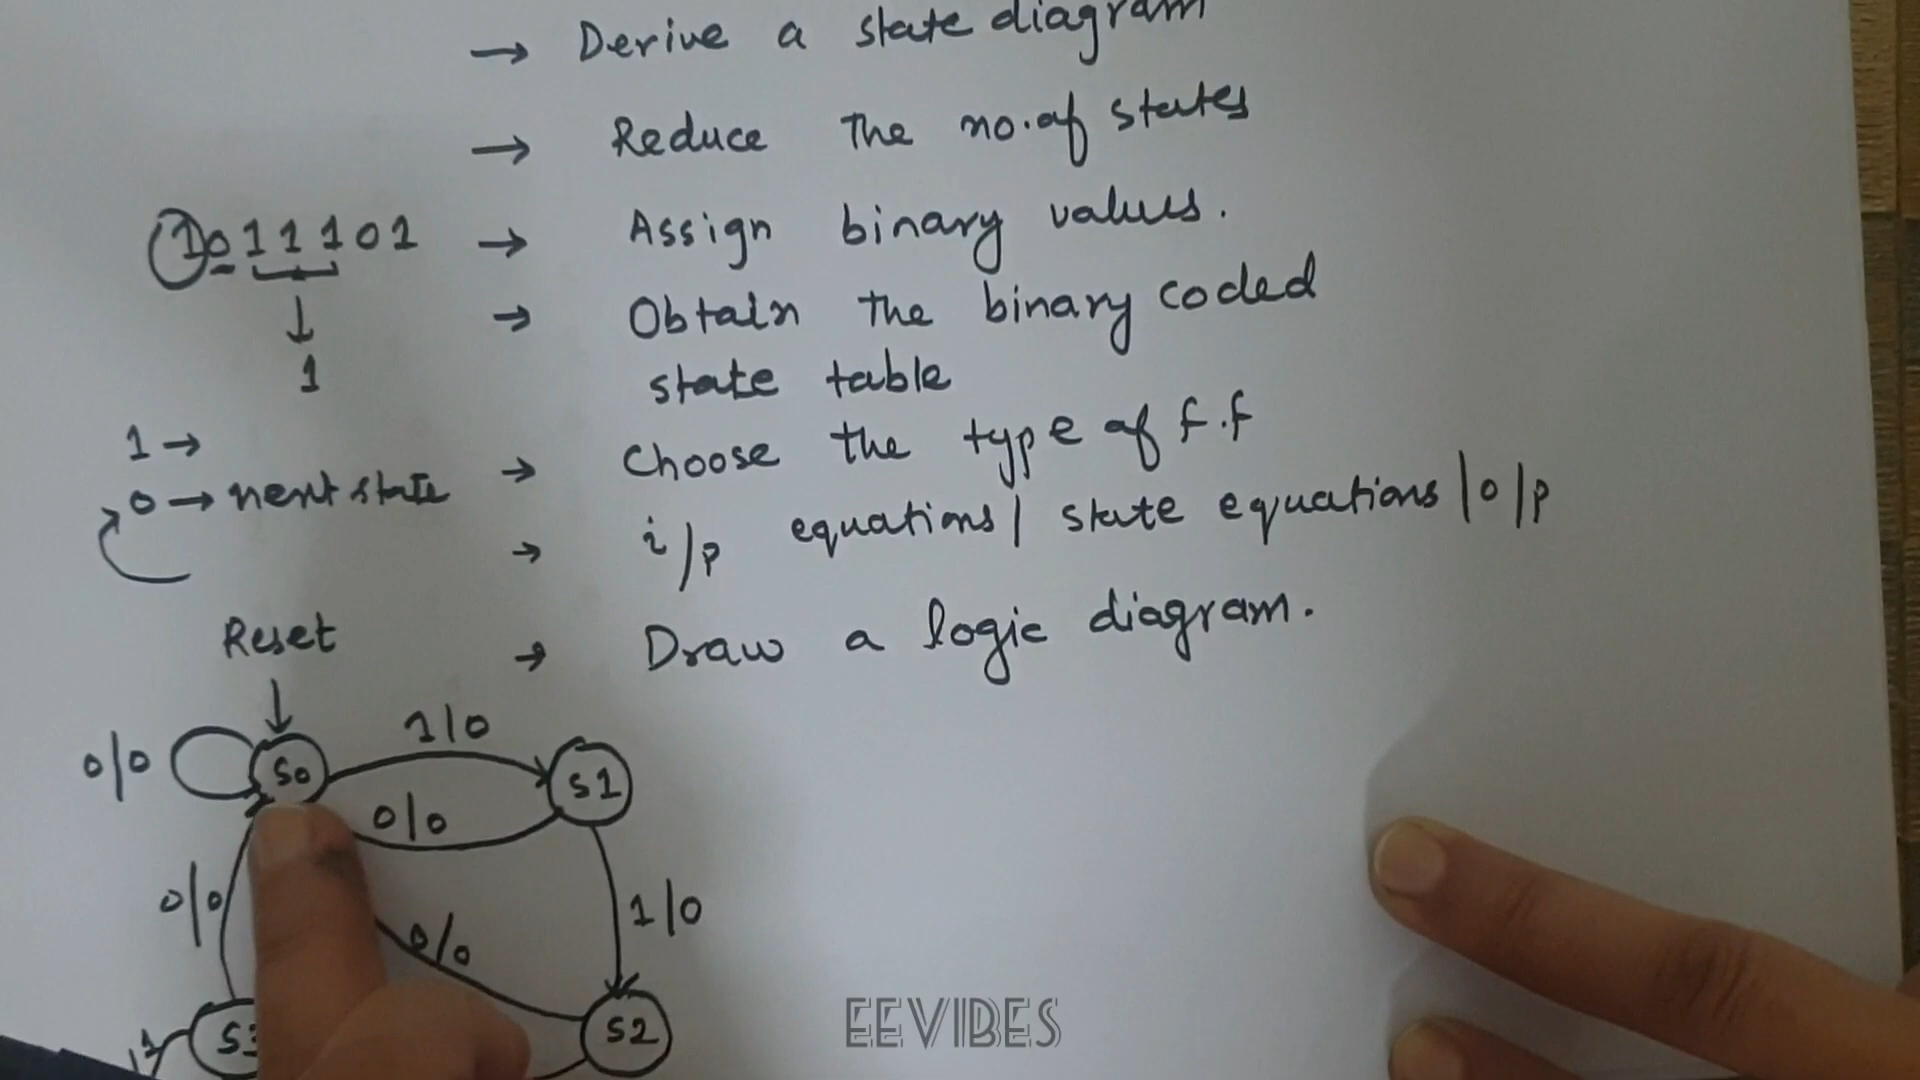 → Derive a state diagram
→ Reduce the no. of states
1011101 → Assign binary values.
→ Obtain the binary coded
↓
1
state table
1 →
→ Choose the type of f.f
0 → next state
→ i/p equations / state equations / o/p
Reset
→ Draw a logic diagram.
1/0
0/0
S0
S1
0/0
0/0
1/0
0/0
S2
EEVIBES